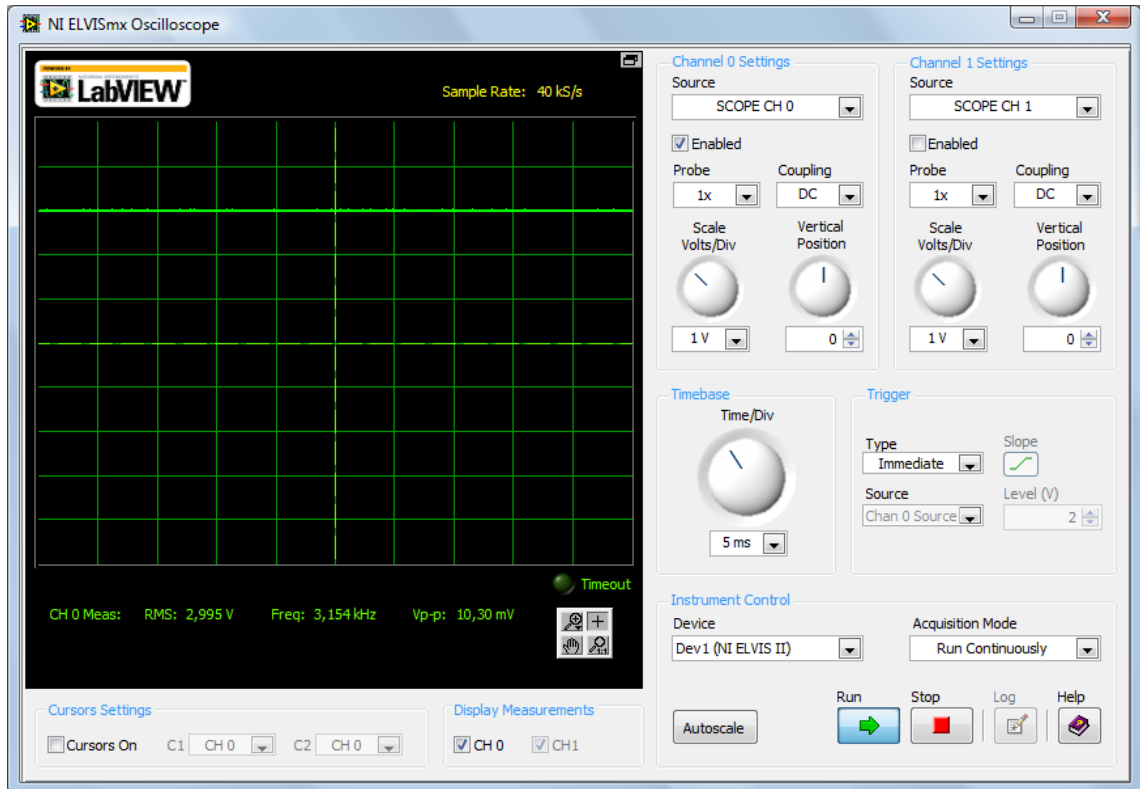 NI ELVISmx Oscilloscope
POWERED BY
NATIONAL INSTRUMENTS
LabVIEW
Sample Rate: 40 kS/s
Timeout
CH 0 Meas: RMS: 2,995 V Freq: 3,154 kHz Vp-p: 10,30 mV
Cursors Settings
Cursors On C1 CH 0 C2 CH 0
Display Measurements
CH 0 CH1
Channel 0 Settings
Source
SCOPE CH 0
Enabled
Probe Coupling
1x DC
Scale Vertical
Volts/Div Position
1 V 0
Channel 1 Settings
Source
SCOPE CH 1
Enabled
Probe Coupling
1x DC
Scale Vertical
Volts/Div Position
1 V 0
Timebase
Time/Div
5 ms
Trigger
Type Slope
Immediate
Source Level (V)
Chan 0 Source 2
Instrument Control
Device Acquisition Mode
Dev1 (NI ELVIS II) Run Continuously
Run Stop Log Help
Autoscale